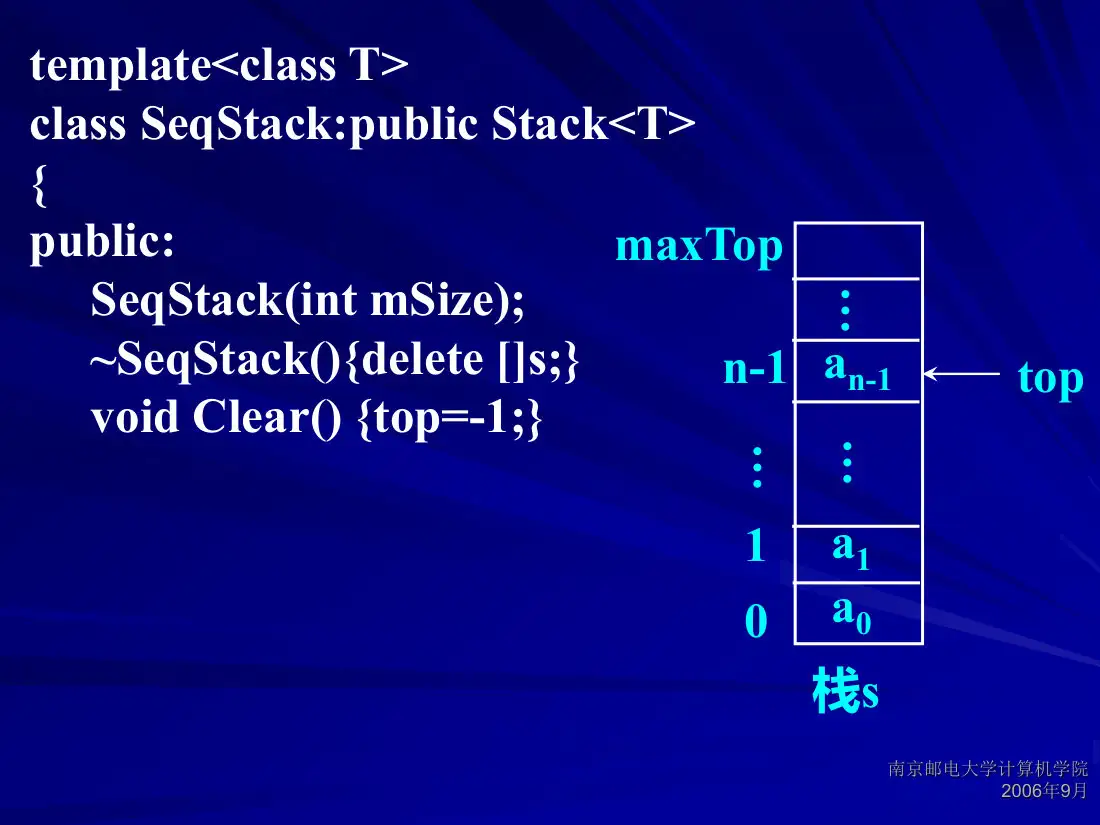 template<class T>
class SeqStack:public Stack<T>
{
public:
SeqStack(int mSize);
~SeqStack(){delete []s;}
void Clear() {top=-1;}
maxTop
⋮
n-1 an-1 top
⋮ ⋮
1 a1
0 a0
栈s
南京邮电大学计算机学院
2006年9月